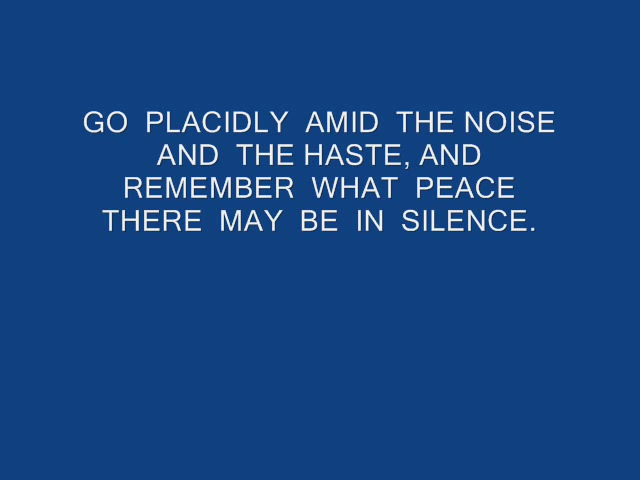 GO PLACIDLY AMID THE NOISE
AND THE HASTE, AND
REMEMBER WHAT PEACE
THERE MAY BE IN SILENCE.